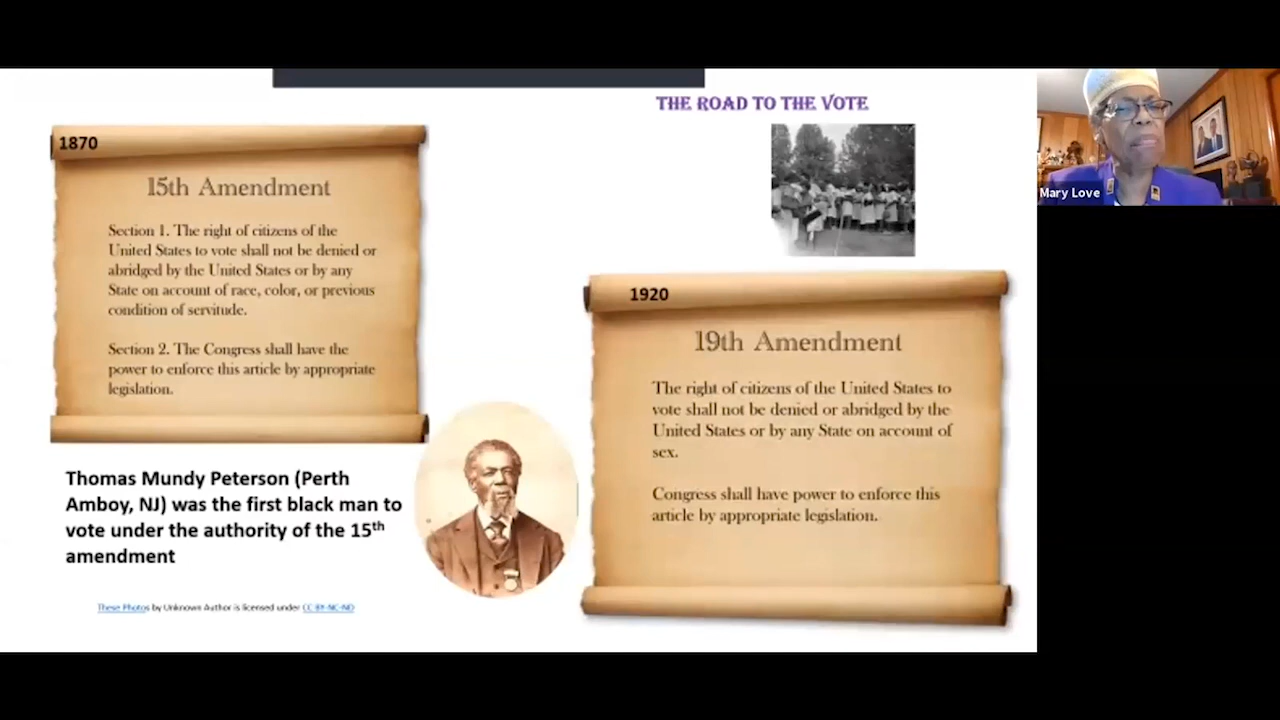 THE ROAD TO THE VOTE
1870
15th Amendment
Section 1. The right of citizens of the
United States to vote shall not be denied or
abridged by the United States or by any
State on account of race, color, or previous
condition of servitude.
Section 2. The Congress shall have the
power to enforce this article by appropriate
legislation.
Thomas Mundy Peterson (Perth
Amboy, NJ) was the first black man to
vote under the authority of the 15th
amendment
These Photos by Unknown Author is licensed under CC BY-NC-ND
1920
19th Amendment
The right of citizens of the United States to
vote shall not be denied or abridged by the
United States or by any State on account of
sex.
Congress shall have power to enforce this
article by appropriate legislation.
Mary Love